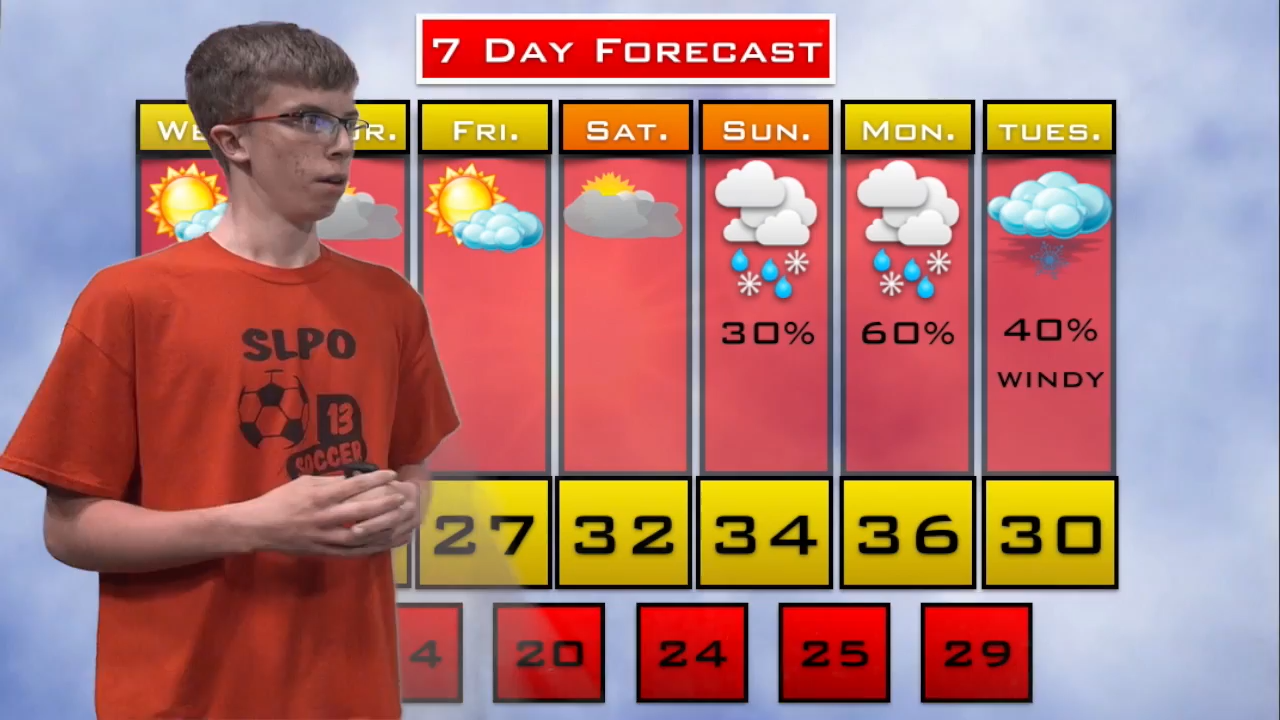 7 DAY FORECAST
FRI. SAT. SUN. MON. TUES.
30% 60% 40%
WINDY
SLPO
13
SOCCER
27 32 34 36 30
20 24 25 29